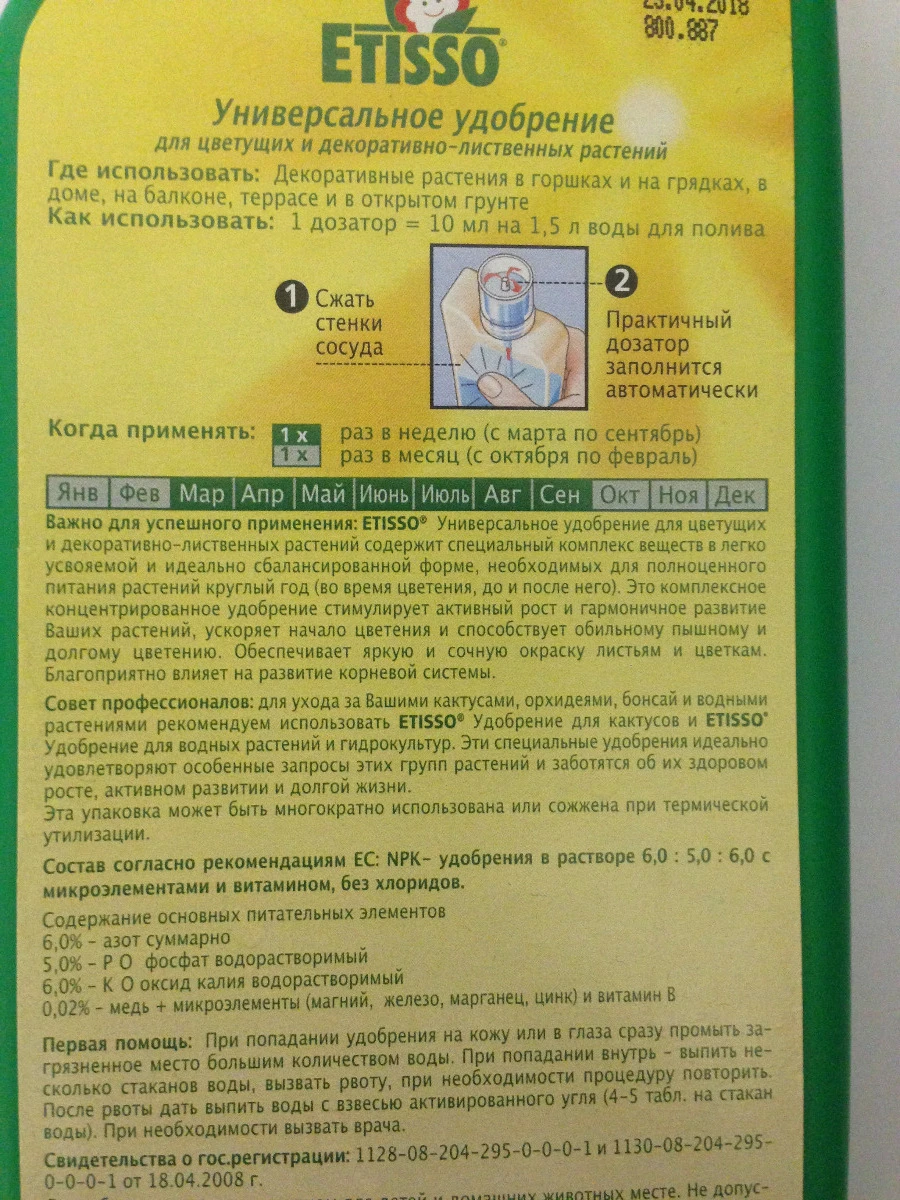 ETISSO®
23.04.2018
800.887
Универсальное удобрение
для цветущих и декоративно-лиственных растений
Где использовать: Декоративные растения в горшках и на грядках, в
доме, на балконе, террасе и в открытом грунте
Как использовать: 1 дозатор = 10 мл на 1,5 л воды для полива
1 Сжать
стенки
сосуда
2
Практичный
дозатор
заполнится
автоматически
Когда применять: 1 x раз в неделю (с марта по сентябрь)
1 x раз в месяц (с октября по февраль)
Янв Фев Мар Апр Май Июнь Июль Авг Сен Окт Ноя Дек
Важно для успешного применения: ETISSO® Универсальное удобрение для цветущих
и декоративно-лиственных растений содержит специальный комплекс веществ в легко
усвояемой и идеально сбалансированной форме, необходимых для полноценного
питания растений круглый год (во время цветения, до и после него). Это комплексное
концентрированное удобрение стимулирует активный рост и гармоничное развитие
Ваших растений, ускоряет начало цветения и способствует обильному пышному и
долгому цветению. Обеспечивает яркую и сочную окраску листьям и цветкам.
Благоприятно влияет на развитие корневой системы.
Совет профессионалов: для ухода за Вашими кактусами, орхидеями, бонсай и водными
растениями рекомендуем использовать ETISSO® Удобрение для кактусов и ETISSO®
Удобрение для водных растений и гидрокультур. Эти специальные удобрения идеально
удовлетворяют особенные запросы этих групп растений и заботятся об их здоровом
росте, активном развитии и долгой жизни.
Эта упаковка может быть многократно использована или сожжена при термической
утилизации.
Состав согласно рекомендациям ЕС: NPK- удобрения в растворе 6,0 : 5,0 : 6,0 с
микроэлементами и витамином, без хлоридов.
Содержание основных питательных элементов
6,0% - азот суммарно
5,0% - P O фосфат водорастворимый
6,0% - K O оксид калия водорастворимый
0,02% - медь + микроэлементы (магний, железо, марганец, цинк) и витамин В
Первая помощь: При попадании удобрения на кожу или в глаза сразу промыть за-
грязненное место большим количеством воды. При попадании внутрь - выпить не-
сколько стаканов воды, вызвать рвоту, при необходимости процедуру повторить.
После рвоты дать выпить воды с взвесью активированного угля (4-5 табл. на стакан
воды). При необходимости вызвать врача.
Свидетельства о гос.регистрации: 1128-08-204-295-0-0-0-1 и 1130-08-204-295-
0-0-0-1 от 18.04.2008 г.
для детей и домашних животных месте. Не допус-